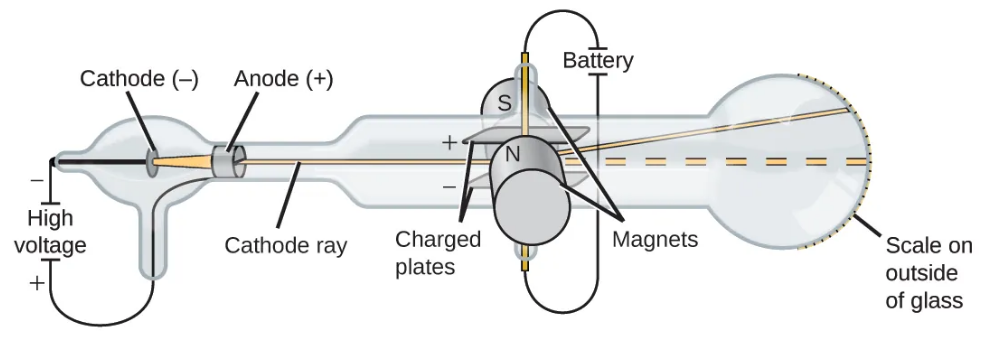 Battery
Cathode (–)
Anode (+)
S
+
N
–
–
High
voltage
+
Cathode ray
Charged
plates
Magnets
Scale on
outside
of glass